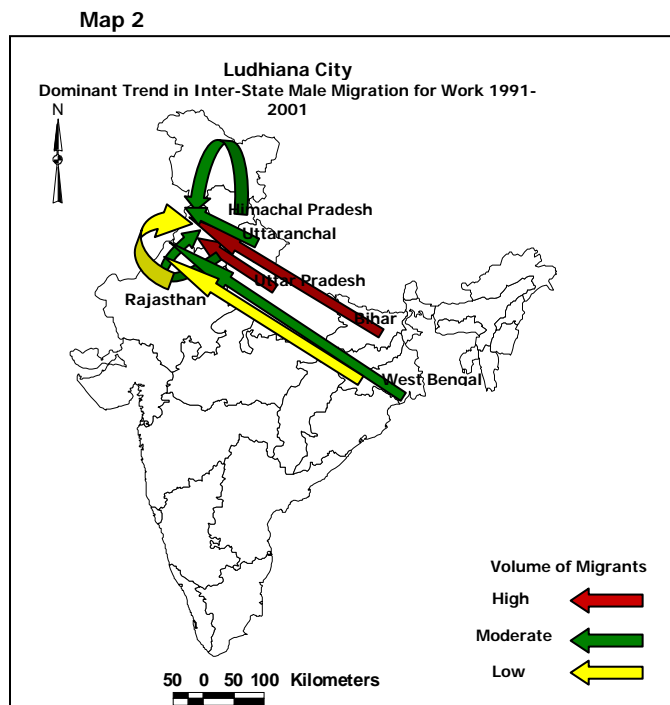 Map 2
Ludhiana City
Dominant Trend in Inter-State Male Migration for Work 1991-
2001
N
Himachal Pradesh
Uttaranchal
Uttar Pradesh
Rajasthan
Bihar
West Bengal
Volume of Migrants
High
Moderate
Low
50 0 50 100 Kilometers